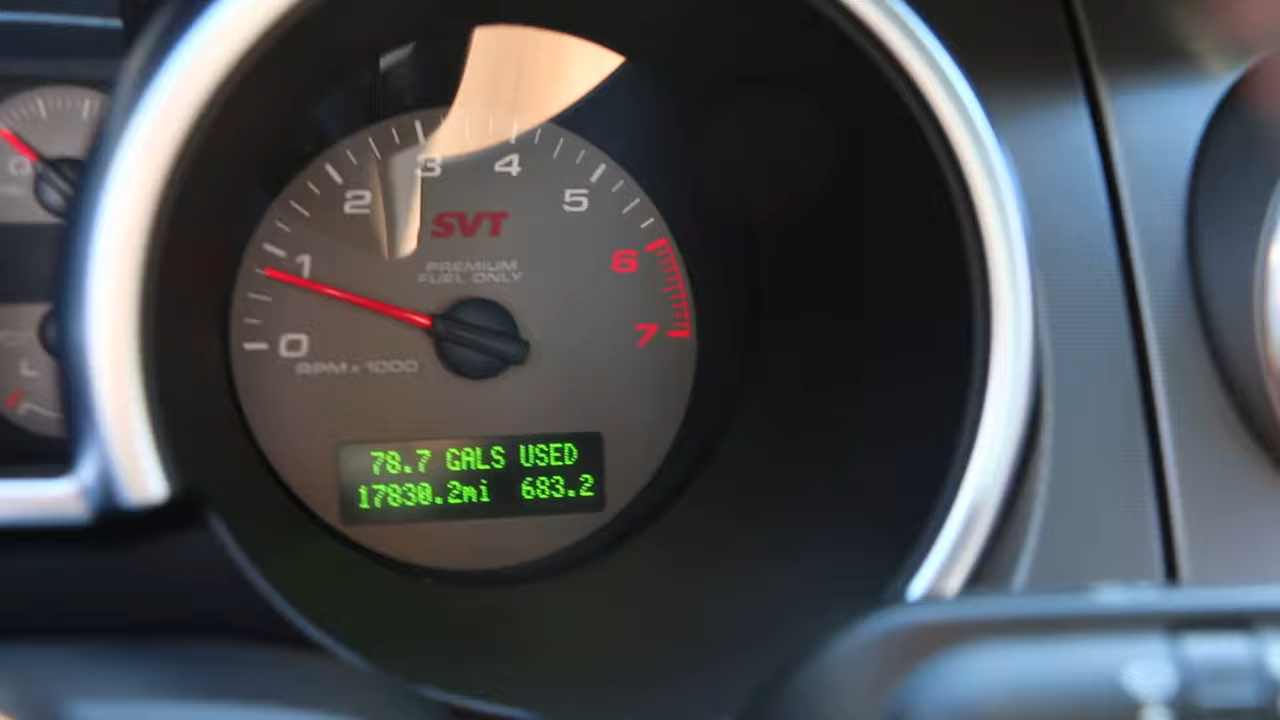 3 4
2 5
SVT
1 6
PREMIUM
FUEL ONLY
0 7
RPM x 1000
78.7 GALS USED
17830.2mi 683.2
L